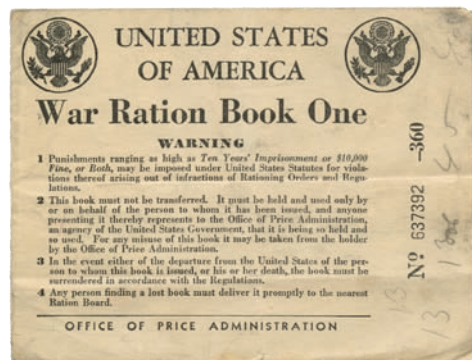 UNITED STATES
OF AMERICA
War Ration Book One
WARNING
1 Punishments ranging as high as Ten Years' Imprisonment or $10,000
Fine, or Both, may be imposed under United States Statutes for viola-
tions thereof arising out of infractions of Rationing Orders and Regu-
lations.
2 This book must not be transferred. It must be held and used only by
or on behalf of the person to whom it has been issued, and anyone
presenting it thereby represents to the Office of Price Administration,
an agency of the United States Government, that it is being so held and
so used. For any misuse of this book it may be taken from the holder
by the Office of Price Administration.
3 In the event either of the departure from the United States of the per-
son to whom this book is issued, or his or her death, the book must be
surrendered in accordance with the Regulations.
4 Any person finding a lost book must deliver it promptly to the nearest
Ration Board.
OFFICE OF PRICE ADMINISTRATION
Nº 637392 -360
13
13